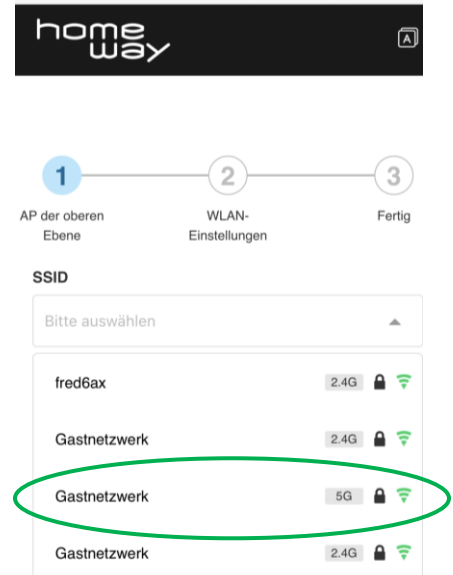 home
way
A
1
2
3
AP der oberen
Ebene
WLAN-
Einstellungen
Fertig
SSID
Bitte auswählen
fred6ax 2.4G
Gastnetzwerk 2.4G
Gastnetzwerk 5G
Gastnetzwerk 2.4G